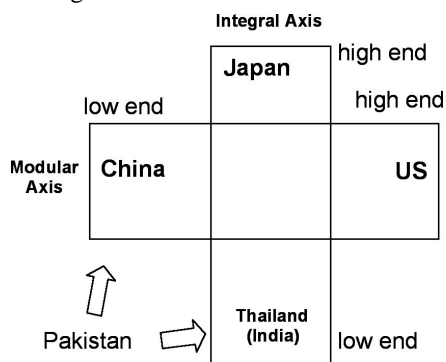 Integral Axis
Japan
high end
low end
high end
Modular
Axis
China
US
Pakistan
Thailand
(India)
low end